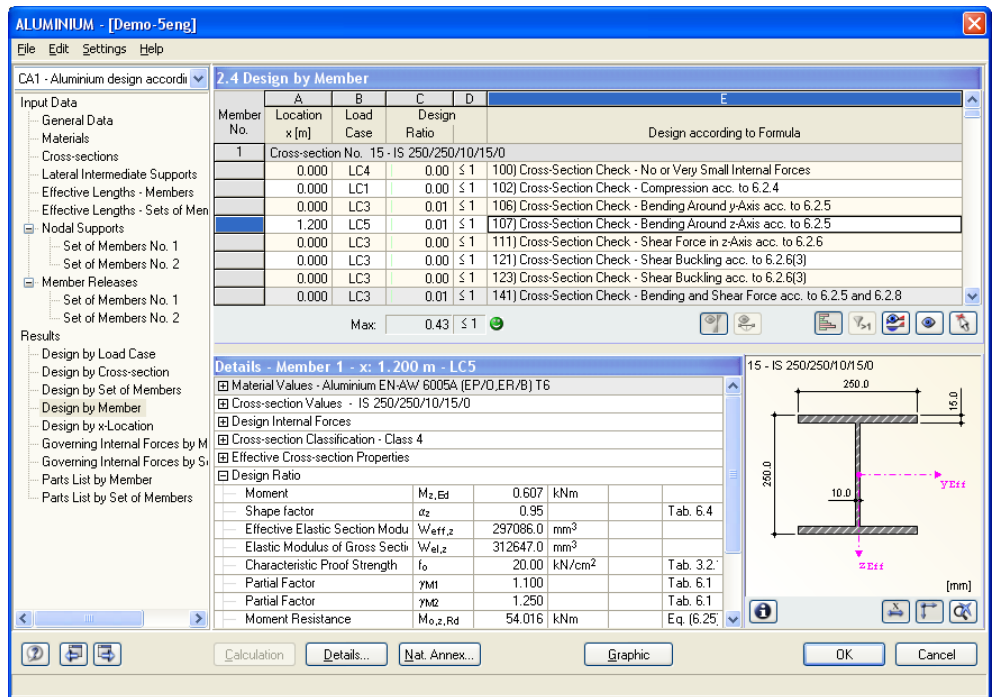 ALUMINIUM - [Demo-5eng]
File Edit Settings Help
CA1 - Aluminium design accordi
Input Data
General Data
Materials
Cross-sections
Lateral Intermediate Supports
Effective Lengths - Members
Effective Lengths - Sets of Men
Nodal Supports
Set of Members No. 1
Set of Members No. 2
Member Releases
Set of Members No. 1
Set of Members No. 2
Results
Design by Load Case
Design by Cross-section
Design by Set of Members
Design by Member
Design by x-Location
Governing Internal Forces by M
Governing Internal Forces by S
Parts List by Member
Parts List by Set of Members
2.4 Design by Member
A B C D E
Member Location Load Design
No. x [m] Case Ratio Design according to Formula
1 Cross-section No. 15 - IS 250/250/10/15/0
0.000 LC4 0.00 ≤ 1 100) Cross-Section Check - No or Very Small Internal Forces
0.000 LC1 0.00 ≤ 1 102) Cross-Section Check - Compression acc. to 6.2.4
0.000 LC3 0.01 ≤ 1 106) Cross-Section Check - Bending Around y-Axis acc. to 6.2.5
1.200 LC5 0.01 ≤ 1 107) Cross-Section Check - Bending Around z-Axis acc. to 6.2.5
0.000 LC3 0.00 ≤ 1 111) Cross-Section Check - Shear Force in z-Axis acc. to 6.2.6
0.000 LC3 0.00 ≤ 1 121) Cross-Section Check - Shear Buckling acc. to 6.2.6(3)
0.000 LC3 0.00 ≤ 1 123) Cross-Section Check - Shear Buckling acc. to 6.2.6(3)
0.000 LC3 0.01 ≤ 1 141) Cross-Section Check - Bending and Shear Force acc. to 6.2.5 and 6.2.8
Max: 0.43 ≤ 1
Details - Member 1 - x: 1.200 m - LC5
Material Values - Aluminium EN-AW 6005A (EP/O,ER/B) T6
Cross-section Values - IS 250/250/10/15/0
Design Internal Forces
Cross-section Classification - Class 4
Effective Cross-section Properties
Design Ratio
Moment Mz,Ed 0.607 kNm
Shape factor αz 0.95 Tab. 6.4
Effective Elastic Section Modu Weff,z 297086.0 mm3
Elastic Modulus of Gross Secti Wel,z 312647.0 mm3
Characteristic Proof Strength fo 20.00 kN/cm2 Tab. 3.2.
Partial Factor γM1 1.100 Tab. 6.1
Partial Factor γM2 1.250 Tab. 6.1
Moment Resistance Mo,z,Rd 54.016 kNm Eq. (6.25
15 - IS 250/250/10/15/0
250.0
15.0
250.0
10.0
yEff
zEff
[mm]
Calculation Details... Nat. Annex... Graphic OK Cancel